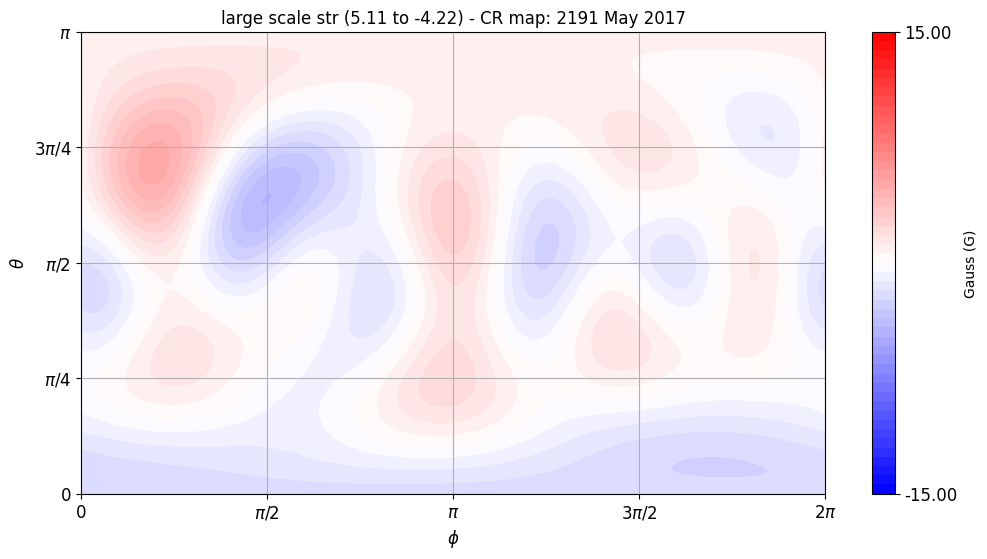 large scale str (5.11 to -4.22) - CR map: 2191 May 2017
π
3π/4
π/2
π/4
0
θ
0
π/2
π
3π/2
2π
ϕ
15.00
-15.00
Gauss (G)